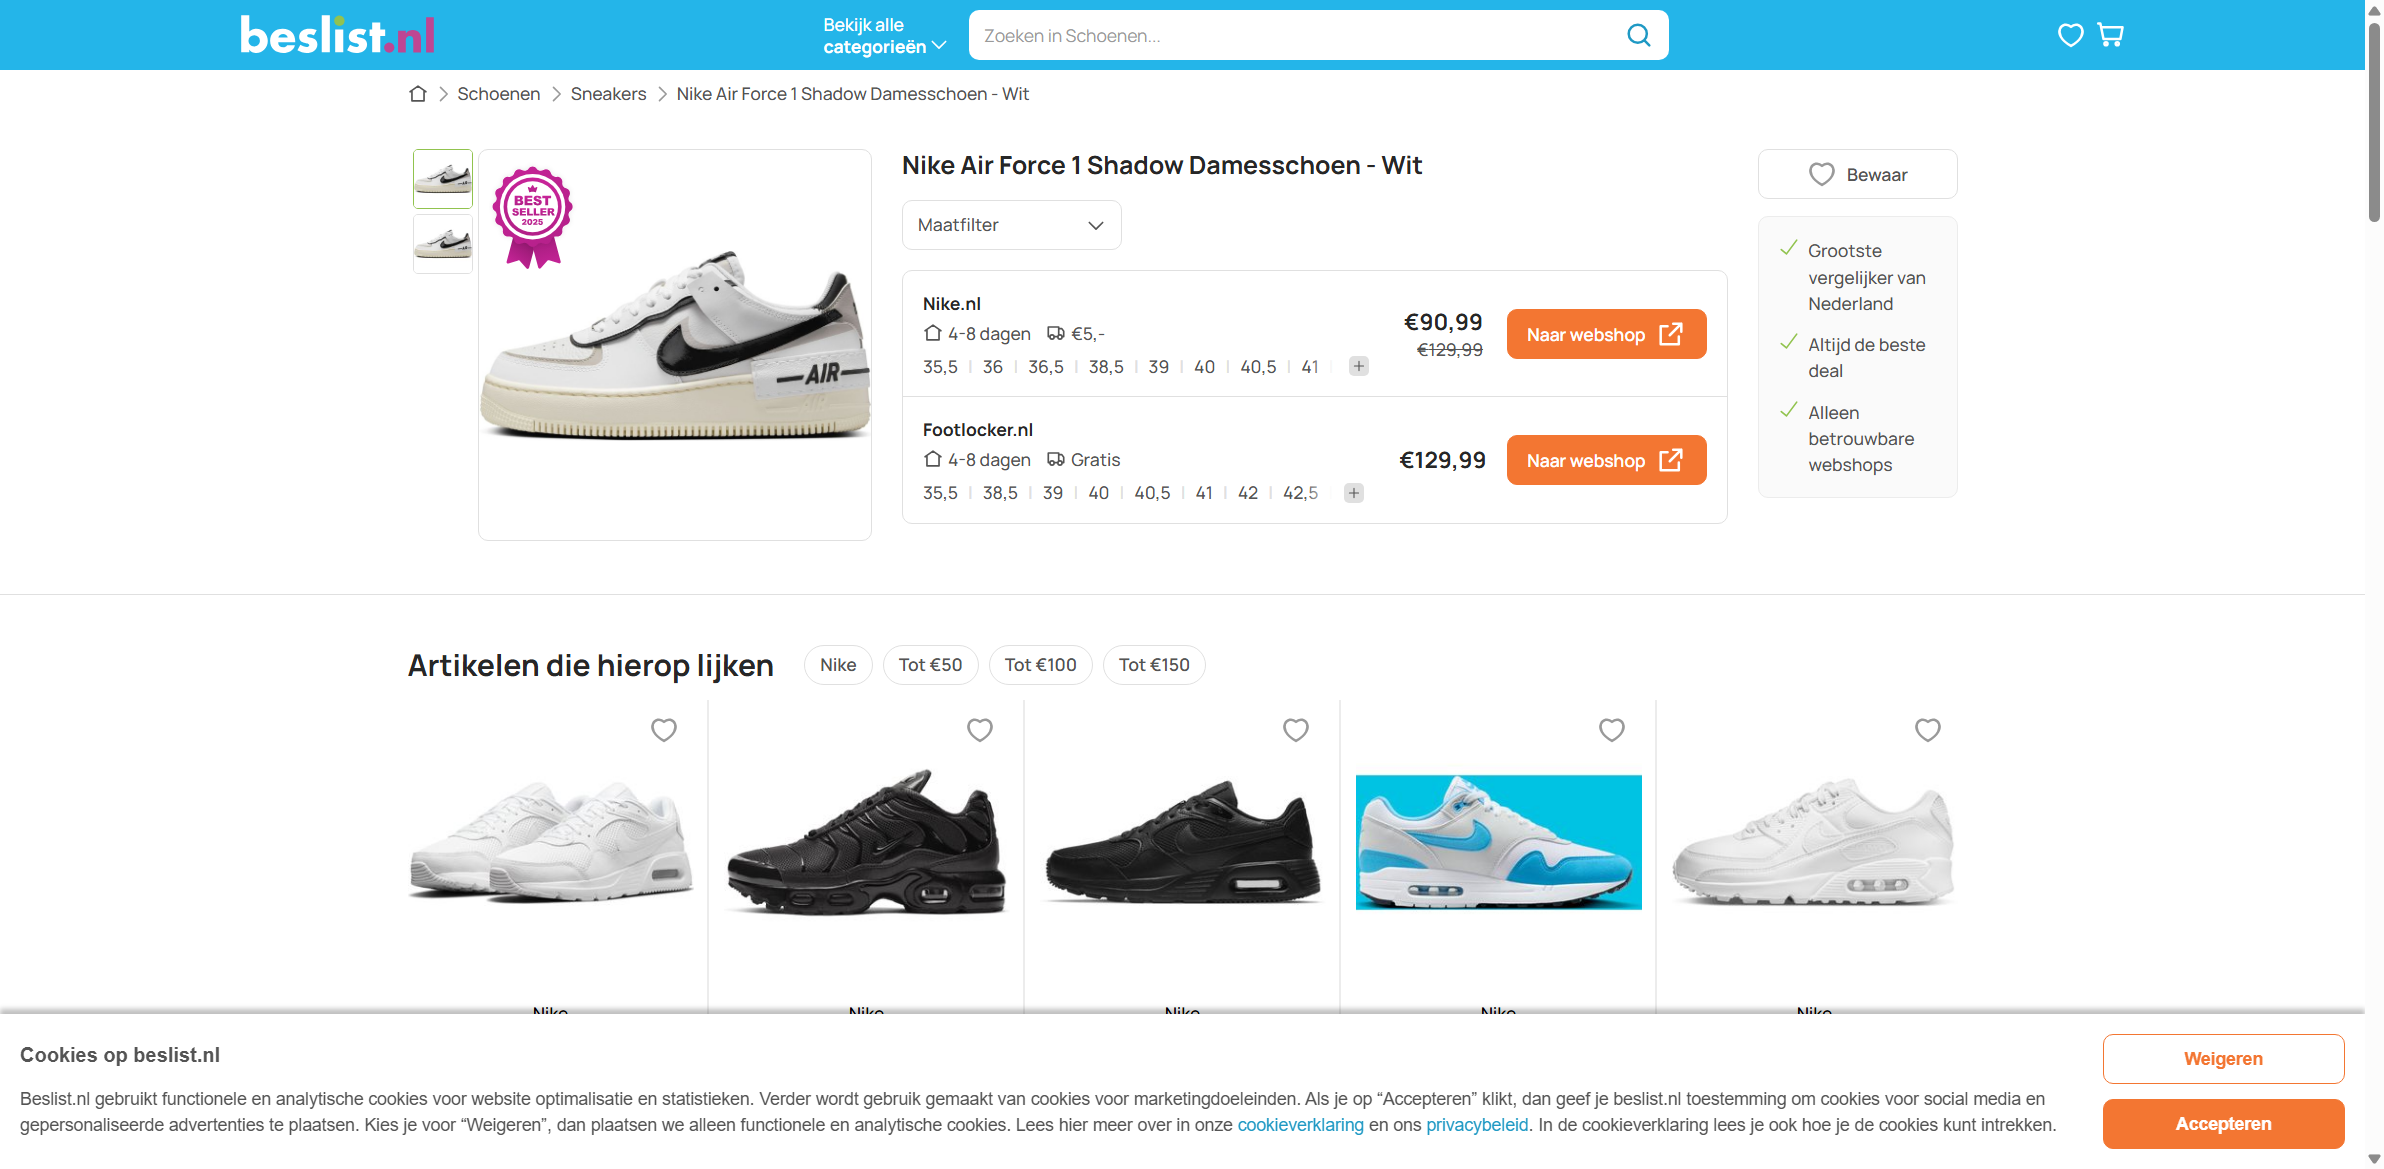 beslist.nl
Bekijk alle
categorieën
Zoeken in Schoenen...
Schoenen
Sneakers
Nike Air Force 1 Shadow Damesschoen - Wit
BEST
SELLER
2025
AIR
Nike Air Force 1 Shadow Damesschoen - Wit
Maatfilter
Nike.nl
4-8 dagen €5,-
35,5 36 36,5 38,5 39 40 40,5 41 +
€90,99
€129,99
Naar webshop
Footlocker.nl
4-8 dagen Gratis
35,5 38,5 39 40 40,5 41 42 42,5 +
€129,99
Naar webshop
Bewaar
Grootste
vergelijker van
Nederland
Altijd de beste
deal
Alleen
betrouwbare
webshops
Artikelen die hierop lijken
Nike
Tot €50
Tot €100
Tot €150
Nike
Nike
Nike
Nike
Nike
Cookies op beslist.nl
Beslist.nl gebruikt functionele en analytische cookies voor website optimalisatie en statistieken. Verder wordt gebruik gemaakt van cookies voor marketingdoeleinden. Als je op “Accepteren” klikt, dan geef je beslist.nl toestemming om cookies voor social media en
gepersonaliseerde advertenties te plaatsen. Kies je voor “Weigeren”, dan plaatsen we alleen functionele en analytische cookies. Lees hier meer over in onze cookieverklaring en ons privacybeleid. In de cookieverklaring lees je ook hoe je de cookies kunt intrekken.
Weigeren
Accepteren